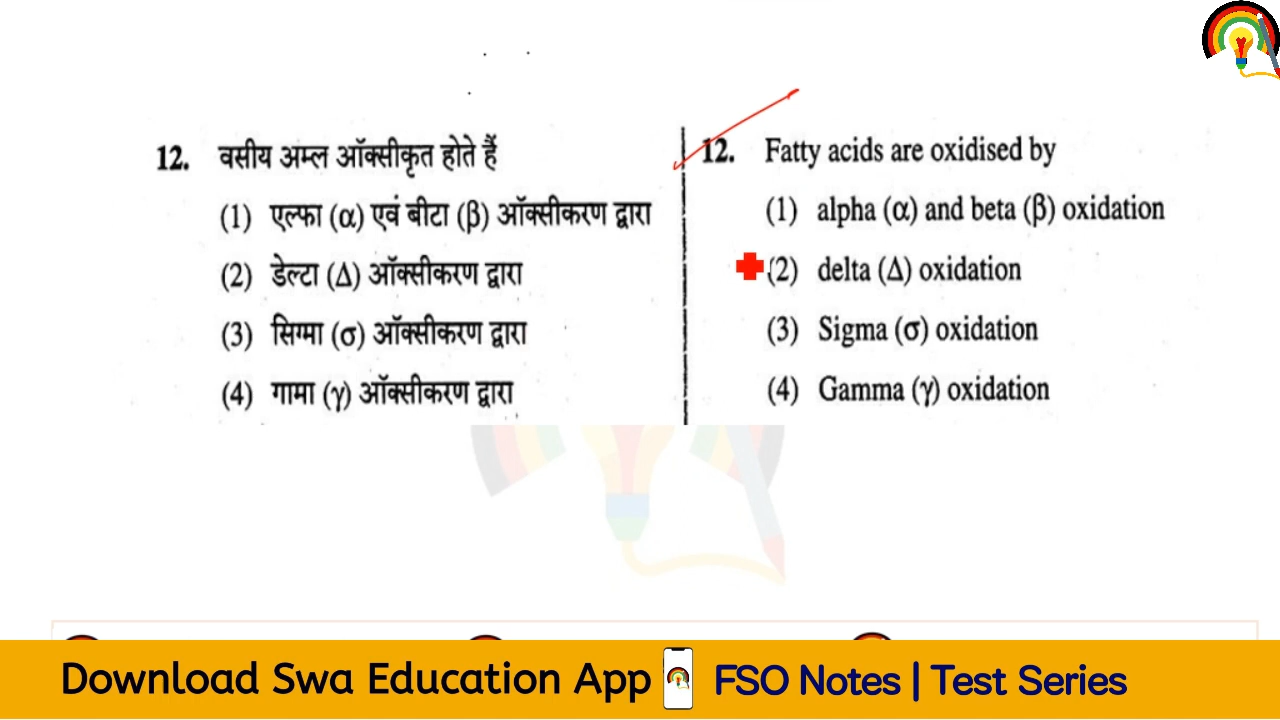 12. वसीय अम्ल ऑक्सीकृत होते हैं
(1) एल्फा (α) एवं बीटा (β) ऑक्सीकरण द्वारा
(2) डेल्टा (Δ) ऑक्सीकरण द्वारा
(3) सिग्मा (σ) ऑक्सीकरण द्वारा
(4) गामा (γ) ऑक्सीकरण द्वारा
12. Fatty acids are oxidised by
(1) alpha (α) and beta (β) oxidation
(2) delta (Δ) oxidation
(3) Sigma (σ) oxidation
(4) Gamma (γ) oxidation
Download Swa Education App FSO Notes | Test Series